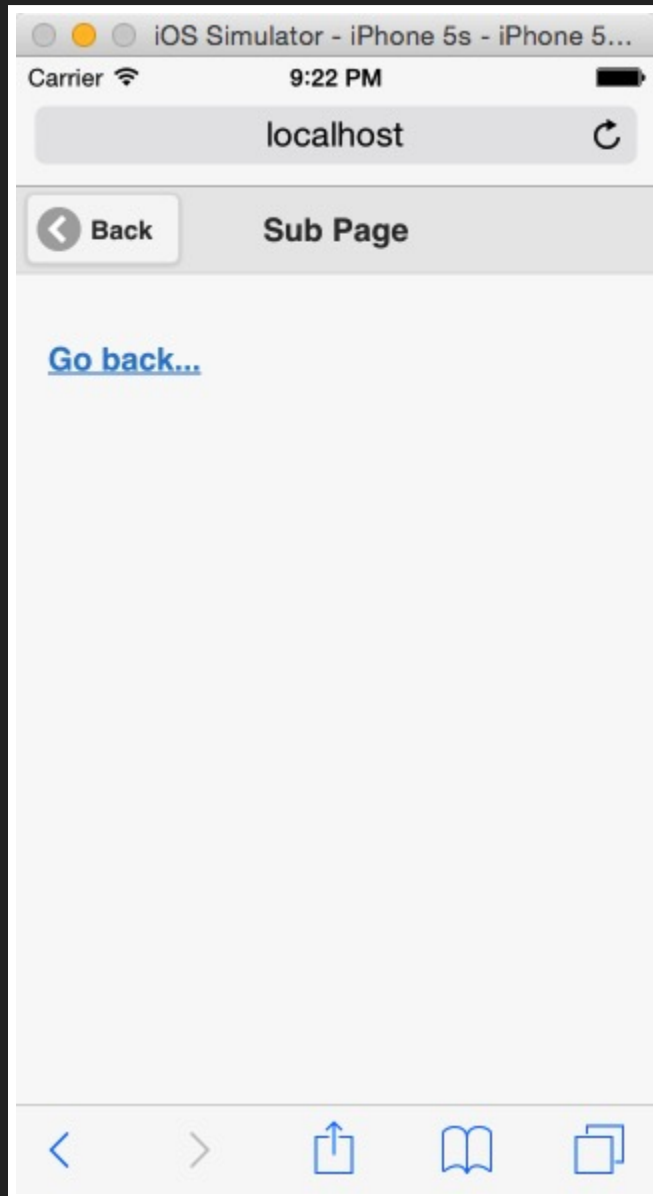 iOS Simulator - iPhone 5s - iPhone 5...
Carrier 9:22 PM
localhost
Back Sub Page
Go back...